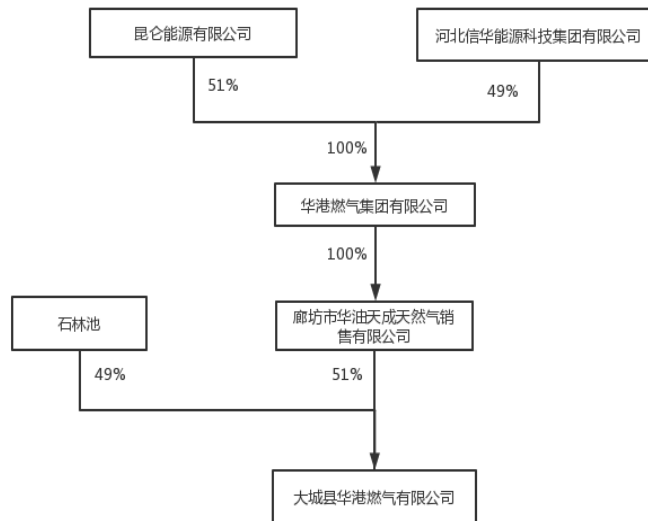 昆仑能源有限公司
河北信华能源科技集团有限公司
51%
49%
100%
华港燃气集团有限公司
100%
石林池
廊坊市华油天成天然气销
售有限公司
49%
51%
大城县华港燃气有限公司